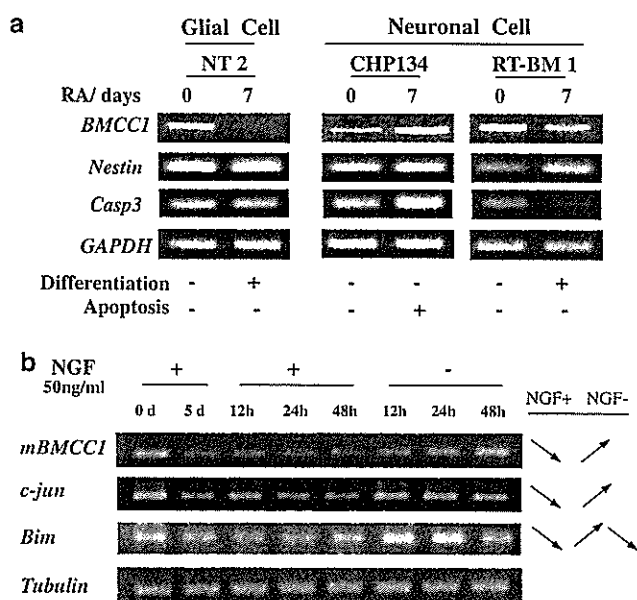 a
Glial Cell Neuronal Cell
NT 2 CHP134 RT-BM 1
RA/ days 0 7 0 7 0 7
BMCC1
Nestin
Casp3
GAPDH
Differentiation - + - - - +
Apoptosis - - - + - -
b
NGF + + -
50ng/ml
0 d 5 d 12h 24h 48h 12h 24h 48h NGF+ NGF-
mBMCC1
c-jun
Bim
Tubulin